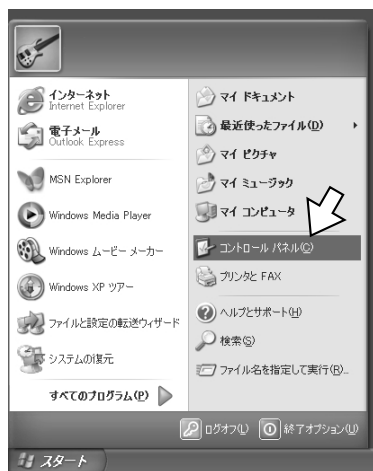 インターネット
Internet Explorer
電子メール
Outlook Express
MSN Explorer
Windows Media Player
Windows ムービー メーカー
Windows XP ツアー
ファイルと設定の転送ウィザード
システムの復元
すべてのプログラム(P)
マイ ドキュメント
最近使ったファイル(D)
マイ ピクチャ
マイ ミュージック
マイ コンピュータ
コントロール パネル(C)
プリンタと FAX
ヘルプとサポート(H)
検索(S)
ファイル名を指定して実行(R)...
ログオフ(L)
終了オプション(U)
スタート